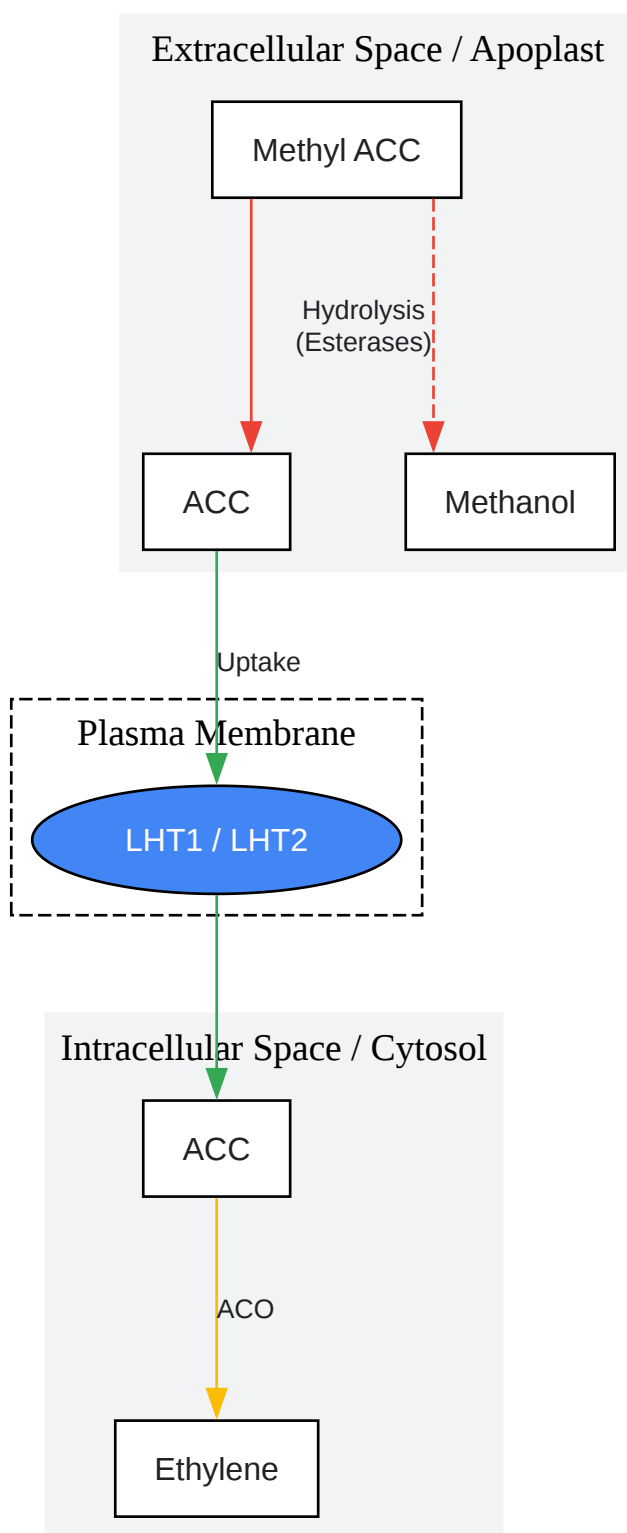 Extracellular Space / Apoplast
Methyl ACC
Hydrolysis
(Esterases)
ACC
Methanol
Uptake
Plasma Membrane
LHT1 / LHT2
Intracellular Space / Cytosol
ACC
ACO
Ethylene